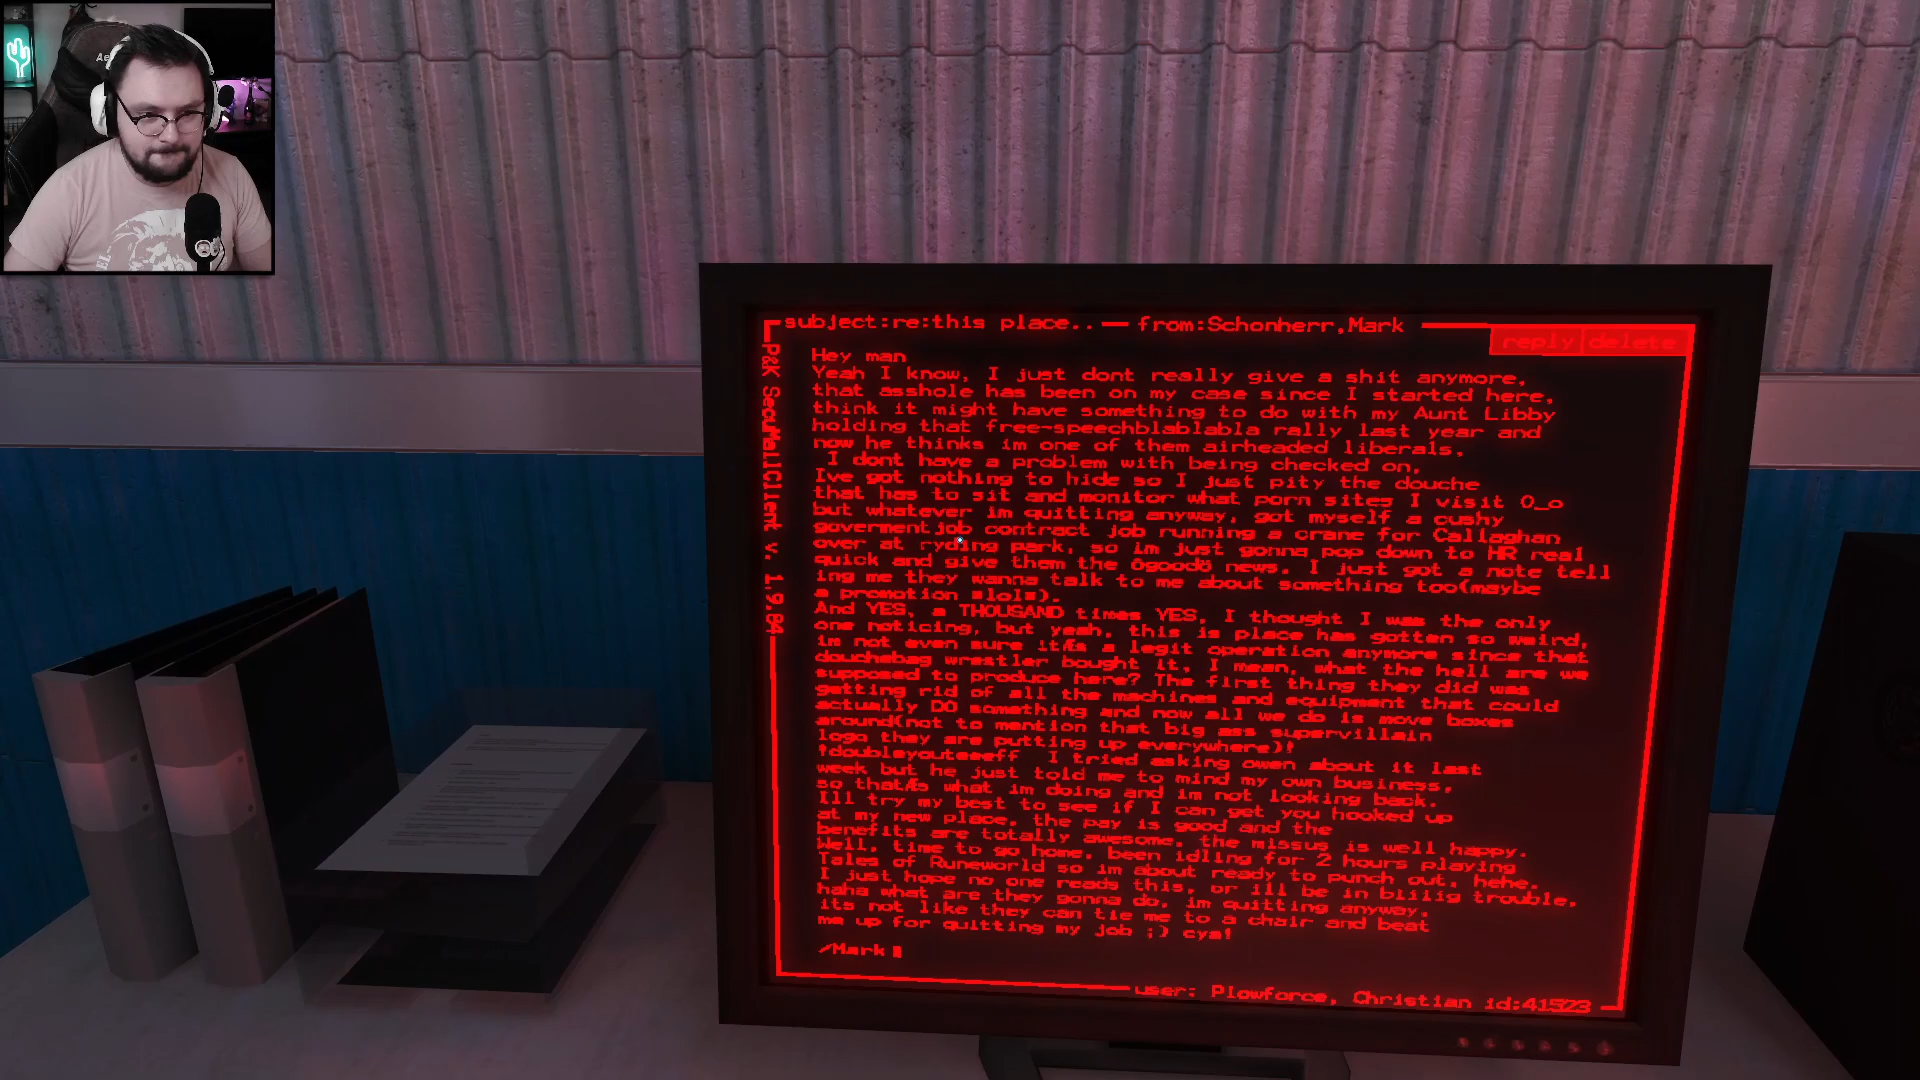 subject:re:this place.. from:Schonherr,Mark
reply delete
P&K SecuMailClient v. 1.9.84
Hey man
Yeah I know, I just dont really give a shit anymore,
that asshole has been on my case since I started here,
think it might have something to do with my Aunt Libby
holding that free-speechblablabla rally last year and
now he thinks im one of them airheaded liberals.
I dont have a problem with being checked on,
Ive got nothing to hide so I just pity the douche
that has to sit and monitor what porn sites I visit O_o
but whatever im quitting anyway, got myself a cushy
goverment job contract job running a crane for Callaghan
over at ryding park, so im just gonna pop down to HR real
quick and give them the ôgoodö news. I just got a note tell
ing me they wanna talk to me about something too(maybe
a promotion *lol*).
And YES, a THOUSAND times YES, I thought I was the only
one noticing, but yeah, this is place has gotten so weird,
im not even sure itÆs a legit operation anymore since that
douchebag wrestler bought it, I mean, what the hell are we
supposed to produce here? The first thing they did was
getting rid of all the machines and equipment that could
actually DO something and now all we do is move boxes
around(not to mention that big ass supervillain
logo they are putting up everywhere)!
!doubleyouteeeff I tried asking owen about it last
week but he just told me to mind my own business,
so thatÆs what im doing and im not looking back.
Ill try my best to see if I can get you hooked up
at my new place, the pay is good and the
benefits are totally awesome, the missus is well happy.
Well, time to go home, been idling for 2 hours playing
Tales of Runeworld so im about ready to punch out, hehe.
I just hope no one reads this, or ill be in bliiig trouble,
haha what are they gonna do, im quitting anyway,
its not like they can tie me to a chair and beat
me up for quitting my job ;) cya!
/Mark
user: Plowforce, Christian id:41523